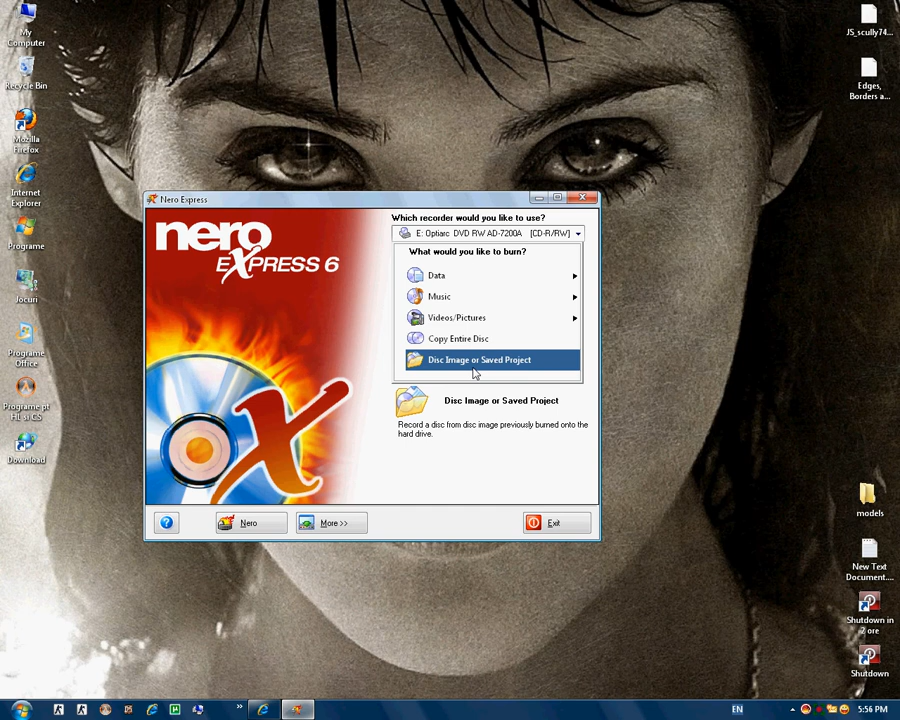 My
Computer
Recycle Bin
Mozilla
Firefox
Internet
Explorer
Programe
Jocuri
Programe
Office
Programe pt
HL si CS
Download
JS_scully74...
Edges,
Borders a...
models
New Text
Document....
Shutdown in
2 ore
Shutdown
Nero Express
nero
EXPRESS 6
Which recorder would you like to use?
E: Optiarc DVD RW AD-7200A [CD-R/RW]
What would you like to burn?
Data
Music
Videos/Pictures
Copy Entire Disc
Disc Image or Saved Project
Disc Image or Saved Project
Record a disc from disc image previously burned onto the
hard drive.
?
Nero
More >>
Exit
EN
5:56 PM